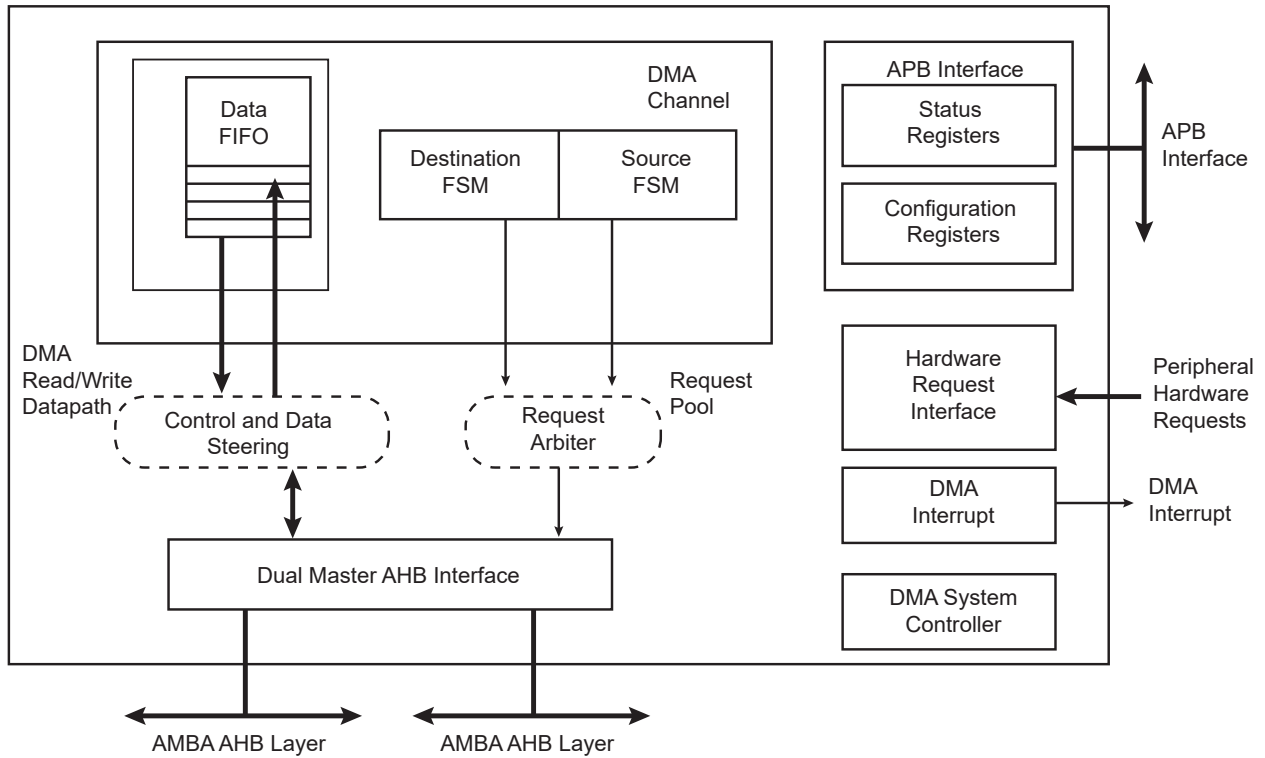 DMA
Channel
Data
FIFO
Destination
FSM
Source
FSM
APB Interface
Status
Registers
Configuration
Registers
APB
Interface
DMA
Read/Write
Datapath
Control and Data
Steering
Request
Arbiter
Request
Pool
Hardware
Request
Interface
Peripheral
Hardware
Requests
DMA
Interrupt
DMA
Interrupt
Dual Master AHB Interface
DMA System
Controller
AMBA AHB Layer
AMBA AHB Layer